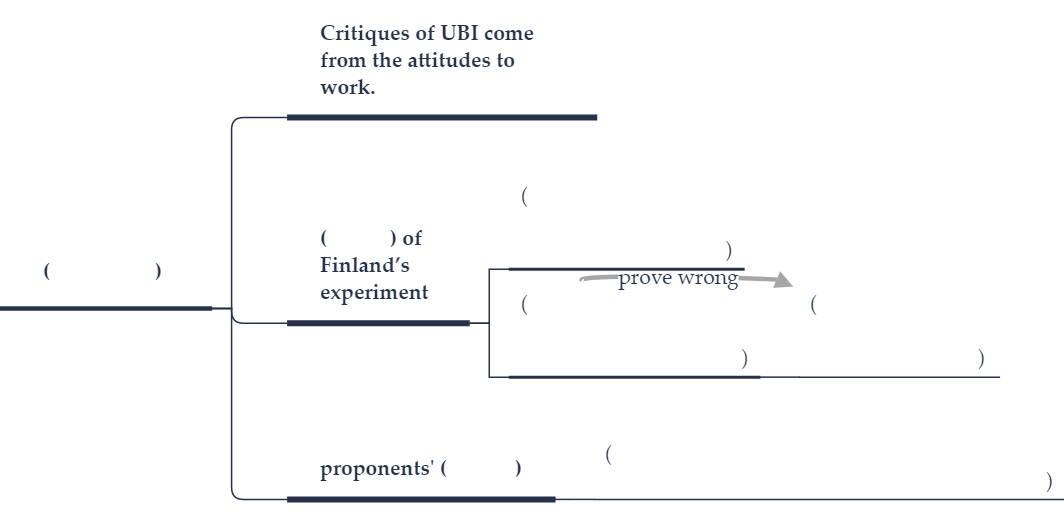 Critiques of UBI come
from the attitudes to
work.
(
( ) of
)
Finland’s
( )
prove wrong
experiment
( (
) )
(
proponents' ( )
)